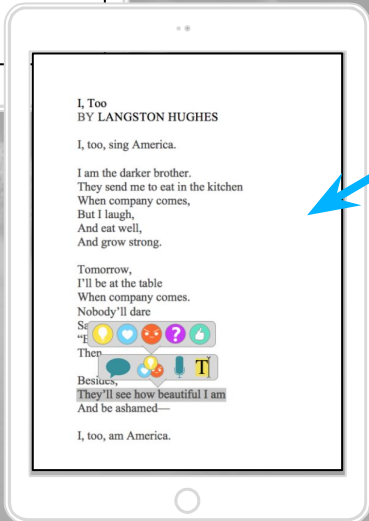 I, Too
BY LANGSTON HUGHES
I, too, sing America.
I am the darker brother.
They send me to eat in the kitchen
When company comes,
But I laugh,
And eat well,
And grow strong.
Tomorrow,
I'll be at the table
When company comes.
Nobody'll dare
?
Besides,
T
They'll see how beautiful I am
And be ashamed—
I, too, am America.